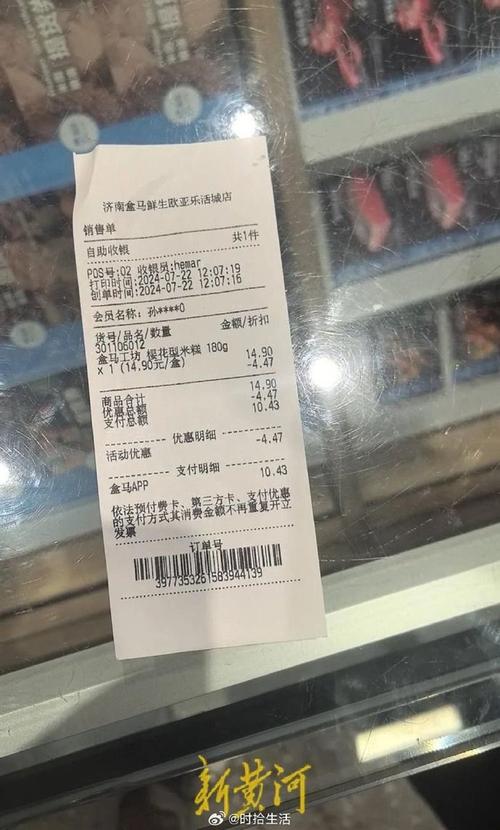 济南盒马鲜生欧亚乐活城店
销售单
自助收银 共1件
POS号:02 收银员:hemar
打印时间:2024-07-22 12:07:19
创单时间:2024-07-22 12:07:16
会员名称: 孙****0
货号/品名/数量 金额/折扣
301106012
盒马工坊 缇花型米糕 180g 14.90
x 1 (14.90元/盒) -4.47
商品合计 14.90
优惠总额 -4.47
支付总额 10.43
优惠明细
活动优惠 -4.47
支付明细
盒马APP 10.43
依法预付费卡、第三方卡、支付优惠
的支付方式其消费金额不再重复开立
发票
订单号
3977353261583944139
新黄河
@时拾生活